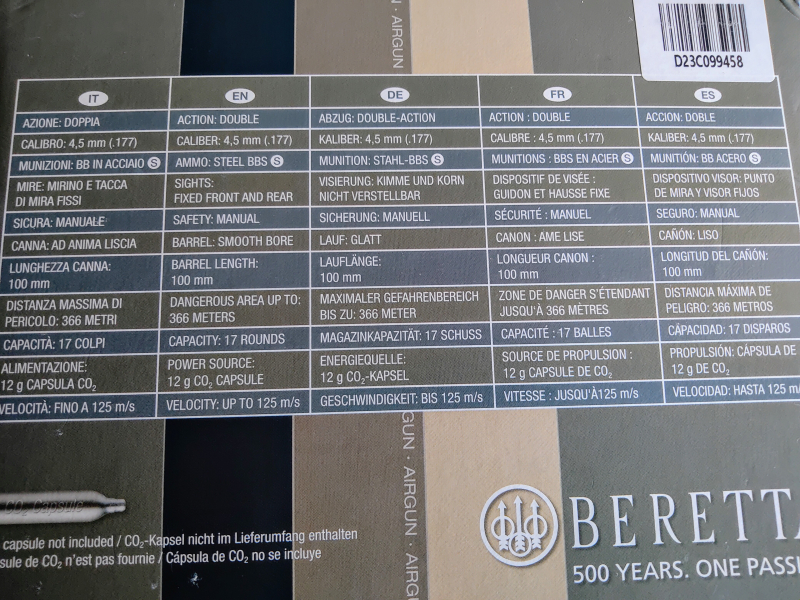 AIRGUN
D23C099458
IT
AZIONE: DOPPIA
CALIBRO: 4,5 mm (.177)
MUNIZIONI: BB IN ACCIAIO S
MIRE: MIRINO E TACCA
DI MIRA FISSI
SICURA: MANUALE
CANNA: AD ANIMA LISCIA
LUNGHEZZA CANNA:
100 mm
DISTANZA MASSIMA DI
PERICOLO: 366 METRI
CAPACITÀ: 17 COLPI
ALIMENTAZIONE:
12 g CAPSULA CO₂
VELOCITÀ: FINO A 125 m/s
EN
ACTION: DOUBLE
CALIBER: 4,5 mm (.177)
AMMO: STEEL BBS S
SIGHTS:
FIXED FRONT AND REAR
SAFETY: MANUAL
BARREL: SMOOTH BORE
BARREL LENGTH:
100 mm
DANGEROUS AREA UP TO:
366 METERS
CAPACITY: 17 ROUNDS
POWER SOURCE:
12 g CO₂ CAPSULE
VELOCITY: UP TO 125 m/s
DE
ABZUG: DOUBLE-ACTION
KALIBER: 4,5 mm (.177)
MUNITION: STAHL-BBS S
VISIERUNG: KIMME UND KORN
NICHT VERSTELLBAR
SICHERUNG: MANUELL
LAUF: GLATT
LAUFLÄNGE:
100 mm
MAXIMALER GEFAHRENBEREICH
BIS ZU: 366 METER
MAGAZINKAPAZITÄT: 17 SCHUSS
ENERGIEQUELLE:
12 g CO₂-KAPSEL
GESCHWINDIGKEIT: BIS 125 m/s
FR
ACTION : DOUBLE
CALIBRE : 4,5 mm (.177)
MUNITIONS : BBS EN ACIER S
DISPOSITIF DE VISÉE :
GUIDON ET HAUSSE FIXE
SÉCURITÉ : MANUEL
CANON : AME LISE
LONGUEUR CANON :
100 mm
ZONE DE DANGER S'ÉTENDANT
JUSQU'À 366 MÈTRES
CAPACITÉ : 17 BALLES
SOURCE DE PROPULSION :
12 g CAPSULE DE CO₂
VITESSE : JUSQU'À125 m/s
ES
ACCION: DOBLE
KALIBER: 4,5 mm (.177)
MUNITIÓN: BB ACERO S
DISPOSITIVO VISOR: PUNTO
DE MIRA Y VISOR FIJOS
SEGURO: MANUAL
CAÑÓN: LISO
LONGITUD DEL CAÑÓN:
100 mm
DISTANCIA MÁXIMA DE
PELIGRO: 366 METROS
CÁPACIDAD: 17 DISPAROS
PROPULSIÓN: CÁPSULA DE
12 g DE CO₂
VELOCIDAD: HASTA 125 m/
GUN · AIRGUN · AIRGU
CO₂ Capsule
capsule not included / CO₂-Kapsel nicht im Lieferumfang enthalten
sule de CO₂ n'est pas fournie / Cápsula de CO₂ no se incluye
BERETTA
500 YEARS. ONE PASSI